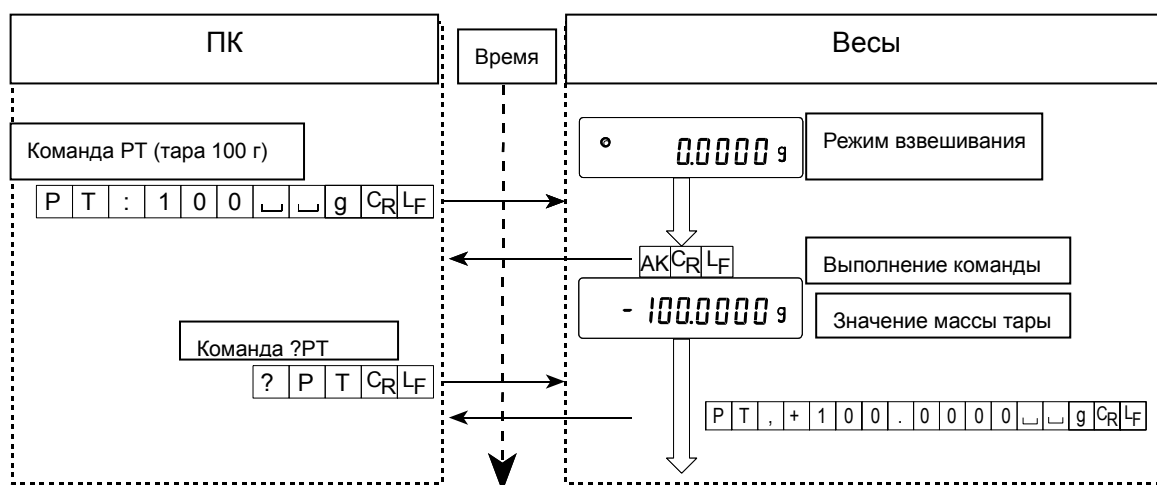 ПК
Время
Весы
Команда PT (тара 100 г)
0.0000 g
Режим взвешивания
P T : 1 0 0 ␣ ␣ g CR LF
AK CR LF
Выполнение команды
- 100.0000 g
Значение массы тары
Команда ?PT
? P T CR LF
P T , + 1 0 0 . 0 0 0 0 ␣ ␣ g CR LF